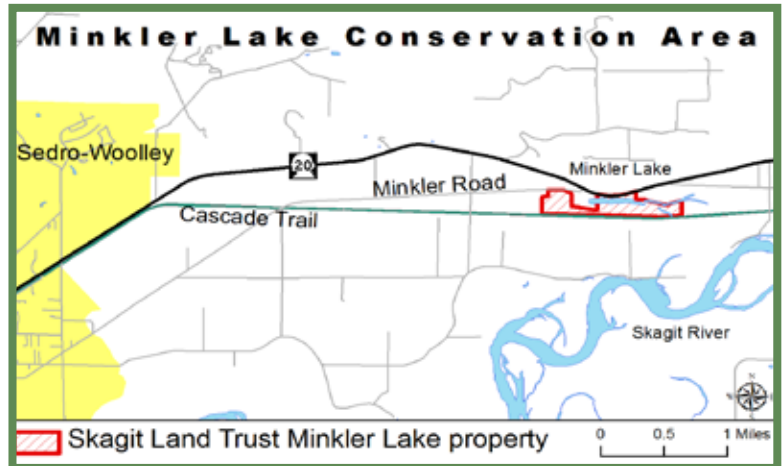 Minkler Lake Conservation Area
Sedro-Woolley
20
Minkler Lake
Minkler Road
Cascade Trail
Skagit River
Skagit Land Trust Minkler Lake property
0 0.5 1 Miles